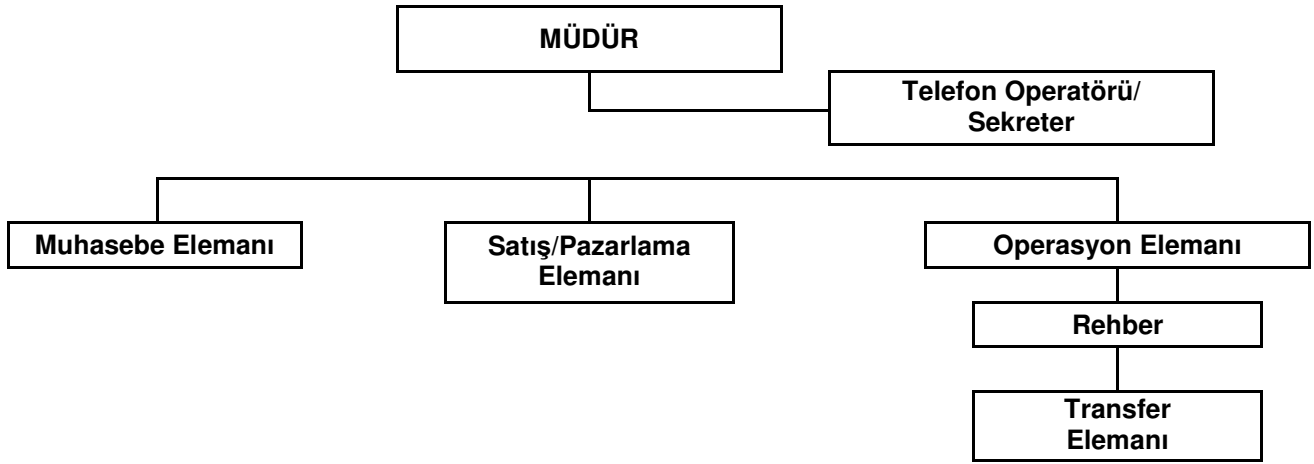 MÜDÜR
Telefon Operatörü/
Sekreter
Muhasebe Elemanı
Satış/Pazarlama
Elemanı
Operasyon Elemanı
Rehber
Transfer
Elemanı